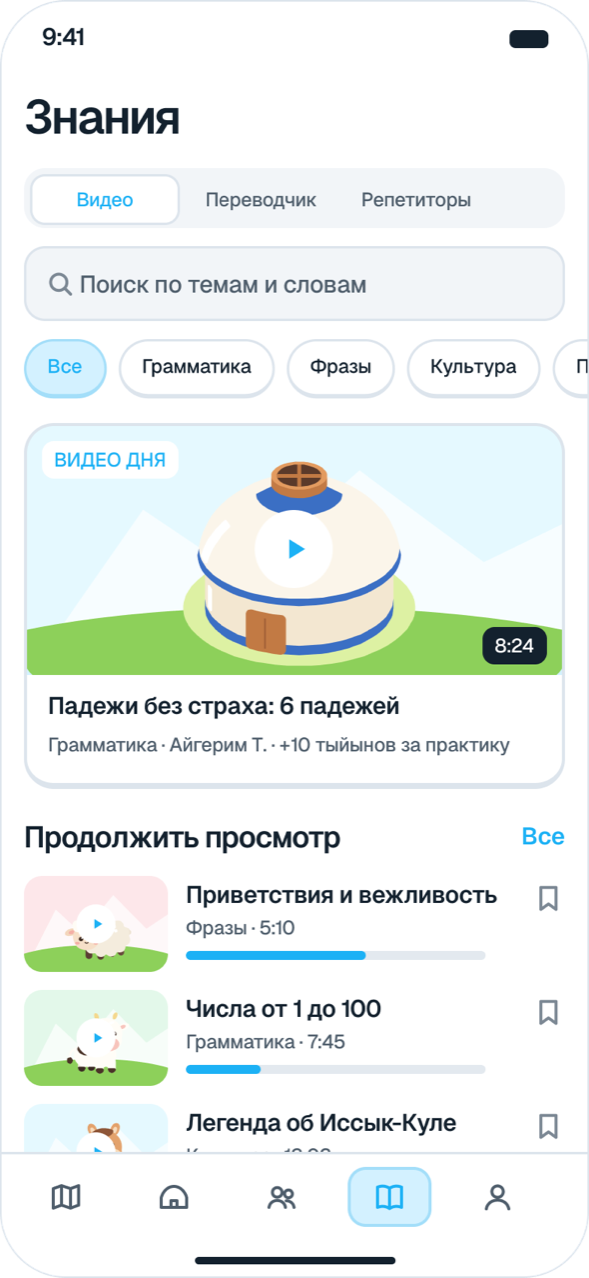 9:41
Знания
Видео Переводчик Репетиторы
Поиск по темам и словам
Все Грамматика Фразы Культура
ВИДЕО ДНЯ
8:24
Падежи без страха: 6 падежей
Грамматика · Айгерим Т. · +10 тыйынов за практику
Продолжить просмотр Все
Приветствия и вежливость
Фразы · 5:10
Числа от 1 до 100
Грамматика · 7:45
Легенда об Иссык-Куле